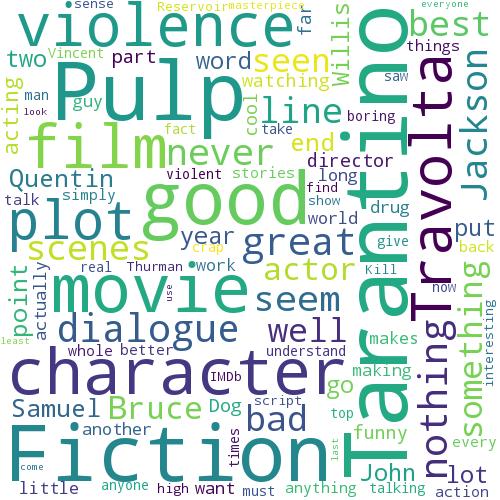 sense
Reservoir
masterpiece
everyone
violence
far
Willis
Tarantino
best
things
Vincent
two
part
word
seen
watching
saw
acting
man
look
guy
Pulp
cool
line
take
boring
Travolta
Jackson
film
never
fact
end
director
Quentin
violent
stories
find
long
talk
simply
good
show
world
drug
plot
year
great
put
scenes
actor
give
back
real
Thurman
work
crap
Kill
now
something
interesting
point
actually
movie
use
seem
makes
least
dialogue
well
making
nothing
whole
better
understand
character
IMDb
go
every
Samuel
Bruce
Dog
script
top
funny
another
bad
times
last
John
lot
come
Fiction
little
anyone
high
want
must
anything
talking
action